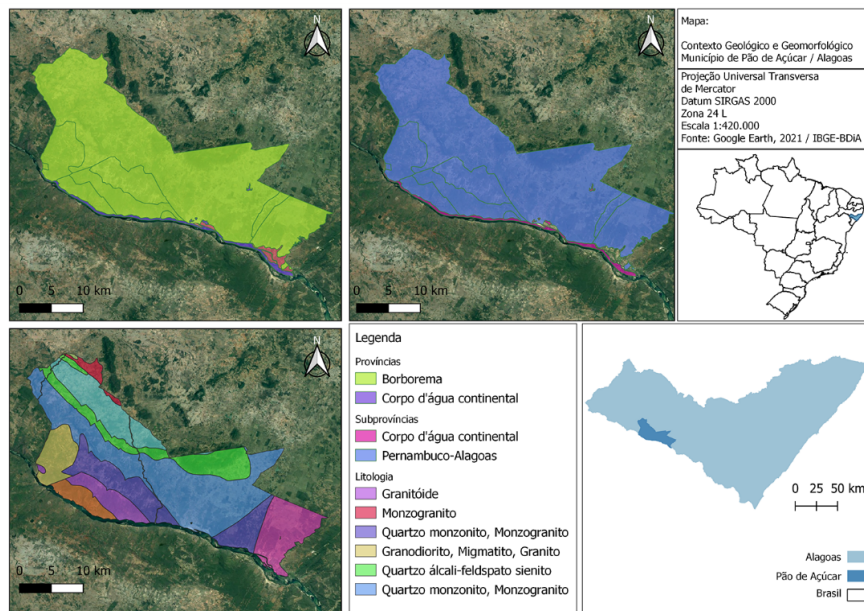 N
0 5 10 km
N
0 5 10 km
Mapa:
Contexto Geológico e Geomorfológico
Município de Pão de Açúcar / Alagoas
Projeção Universal Transversa
de Mercator
Datum SIRGAS 2000
Zona 24 L
Escala 1:420.000
Fonte: Google Earth, 2021 / IBGE-BDiA
N
0 5 10 km
Legenda
Províncias
Borborema
Corpo d'água continental
Subprovíncias
Corpo d'água continental
Pernambuco-Alagoas
Litologia
Granitóide
Monzogranito
Quartzo monzonito, Monzogranito
Granodiorito, Migmatito, Granito
Quartzo álcali-feldspato sienito
Quartzo monzonito, Monzogranito
0 25 50 km
Alagoas
Pão de Açúcar
Brasil